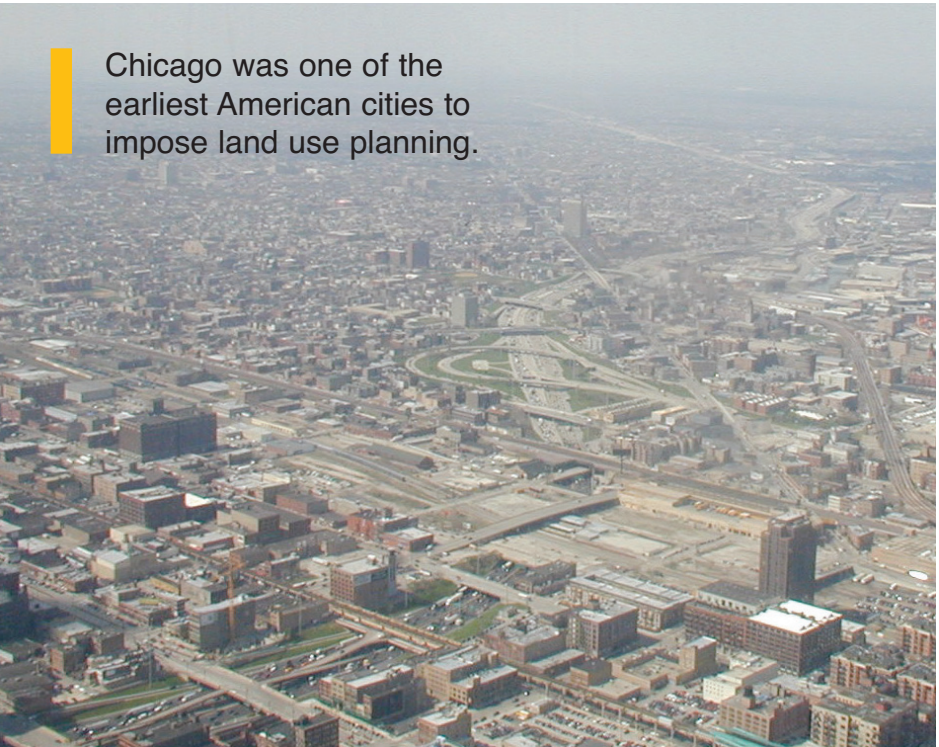 Chicago was one of the
earliest American cities to
impose land use planning.